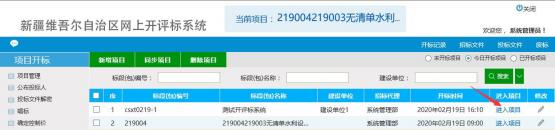 关闭
新疆维吾尔自治区网上开评标系统
当前项目：219004219003无清单水利...
欢迎您，系统管理员！
开标记录 招标文件 投标文件 废标
项目开标
新增项目 同步项目 删除项目
未开标项目 今日开标项目 已开标项目
项目管理
公布投标人
投标文件解密
唱标
确定控制价
标段(包)编号： 标段(包)名称： 建设单位： 搜索
序 标段(包)编号 标段(包)名称 建设单位 招标代理 开标时间 进入项目 修改
1 csxt0219-1 测试开评标系统 建设单位1 系统管理部 2020年02月19日 16:10 进入项目
2 219004 219003无清单水利设... 系统管理部 2020年02月19日 09:00 进入项目